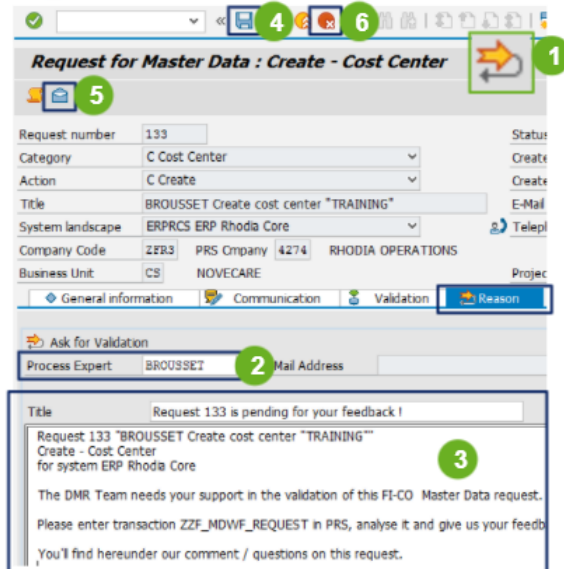 4
6
Request for Master Data : Create - Cost Center
1
5
Request number 133 Status
Category C Cost Center Create
Action C Create Create
Title BROUSSET Create cost center "TRAINING" E-Mail
System landscape ERPRCS ERP Rhodia Core Telepl
Company Code ZFR3 PRS Cmpany 4274 RHODIA OPERATIONS
Business Unit CS NOVECARE Projec
General information Communication Validation Reason
Ask for Validation
Process Expert BROUSSET 2 Mail Address
Title Request 133 is pending for your feedback !
Request 133 "BROUSSET Create cost center "TRAINING""
Create - Cost Center
for system ERP Rhodia Core
3
The DMR Team needs your support in the validation of this FI-CO Master Data request.
Please enter transaction ZZF_MDWF_REQUEST in PRS, analyse it and give us your feedb
You'll find hereunder our comment / questions on this request.